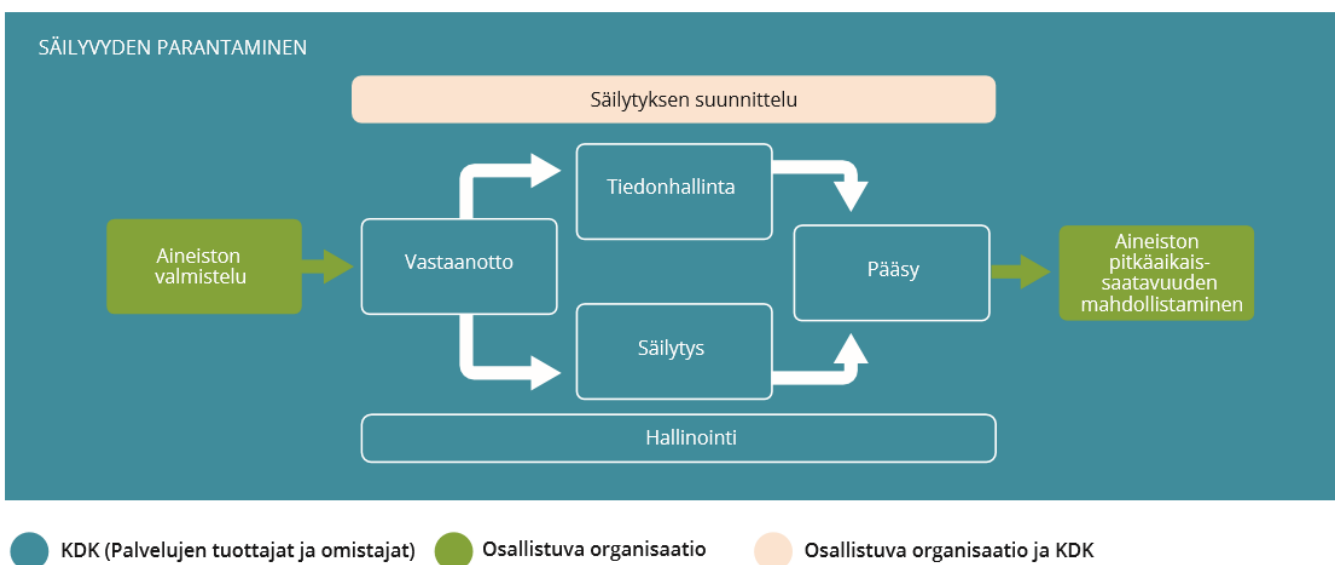 SÄILYVYDEN PARANTAMINEN
Säilytyksen suunnittelu
Tiedonhallinta
Aineiston
valmistelu
Vastaanotto
Pääsy
Aineiston
pitkäaikais-
saatavuuden
mahdollistaminen
Säilytys
Hallinointi
KDK (Palvelujen tuottajat ja omistajat)
Osallistuva organisaatio
Osallistuva organisaatio ja KDK